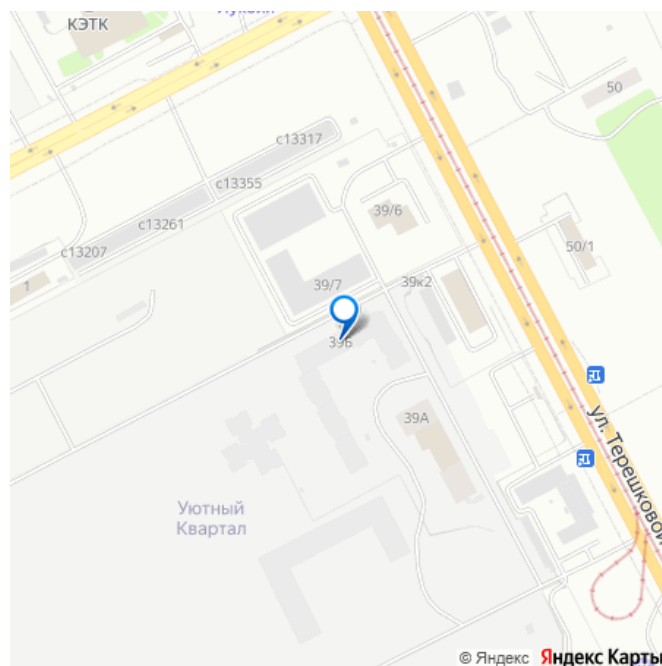 КЭТК
50
с13317
с13355
39/6
с13261
50/1
с13207
39к2
39/7
1
39Б
39А
ул. Терешковой
Уютный
Квартал
© Яндекс Яндекс Карты